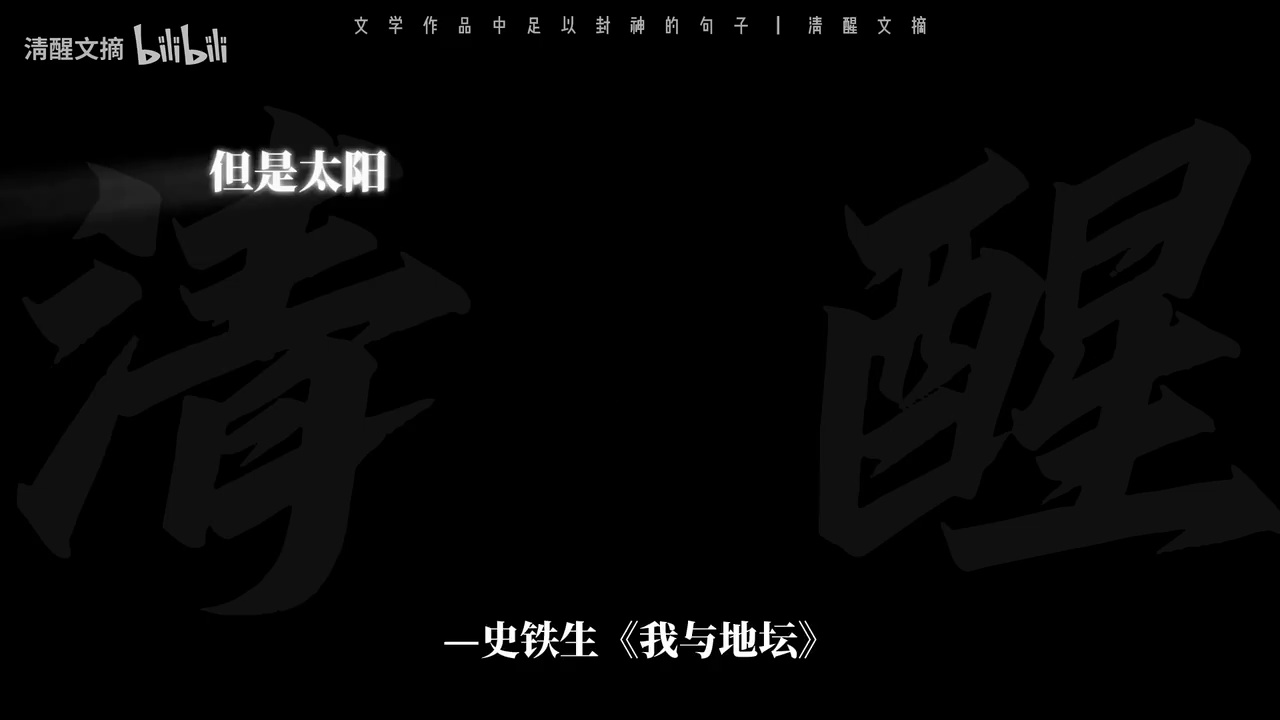 文学作品中足以封神的句子|清醒文摘
清醒文摘 bilibili
但是太阳
清醒
—史铁生《我与地坛》